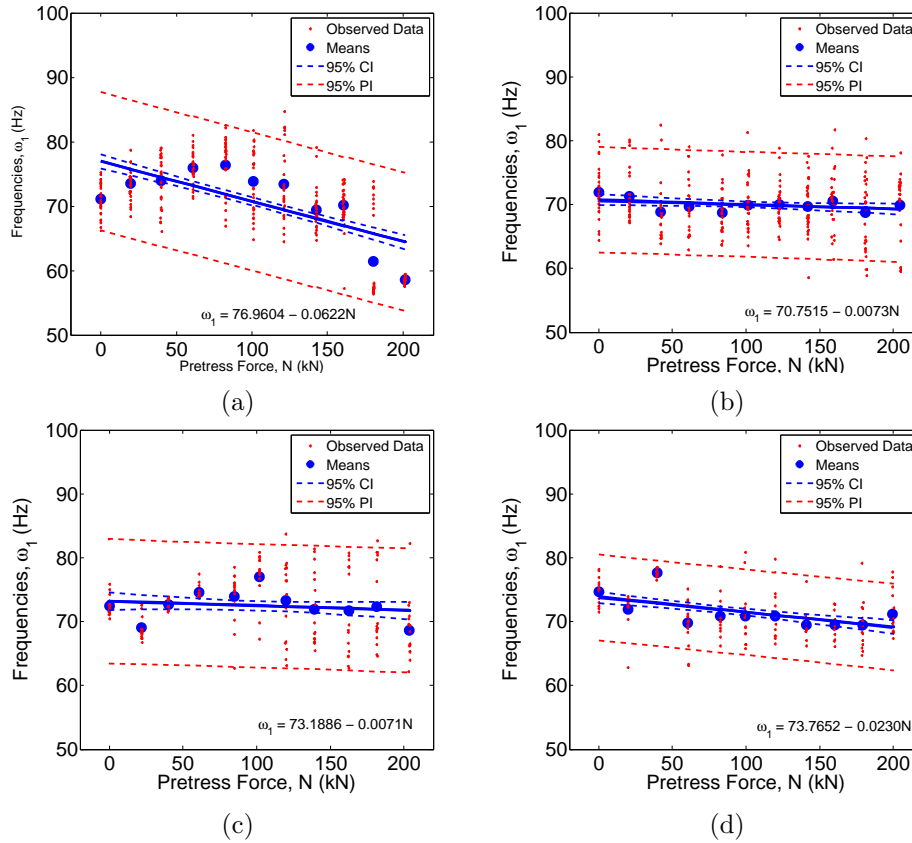 100
90
80
70
60
50
0 50 100 150 200
Frequencies, ω1 (Hz)
Pretress Force, N (kN)
Observed Data
Means
95% CI
95% PI
ω1 = 76.9604 − 0.0622N
(a)
100
90
80
70
60
50
0 50 100 150 200
Frequencies, ω1 (Hz)
Pretress Force, N (kN)
Observed Data
Means
95% CI
95% PI
ω1 = 70.7515 − 0.0073N
(b)
100
90
80
70
60
50
0 50 100 150 200
Frequencies, ω1 (Hz)
Pretress Force, N (kN)
Observed Data
Means
95% CI
95% PI
ω1 = 73.1886 − 0.0071N
(c)
100
90
80
70
60
50
0 50 100 150 200
Frequencies, ω1 (Hz)
Pretress Force, N (kN)
Observed Data
Means
95% CI
95% PI
ω1 = 73.7652 − 0.0230N
(d)